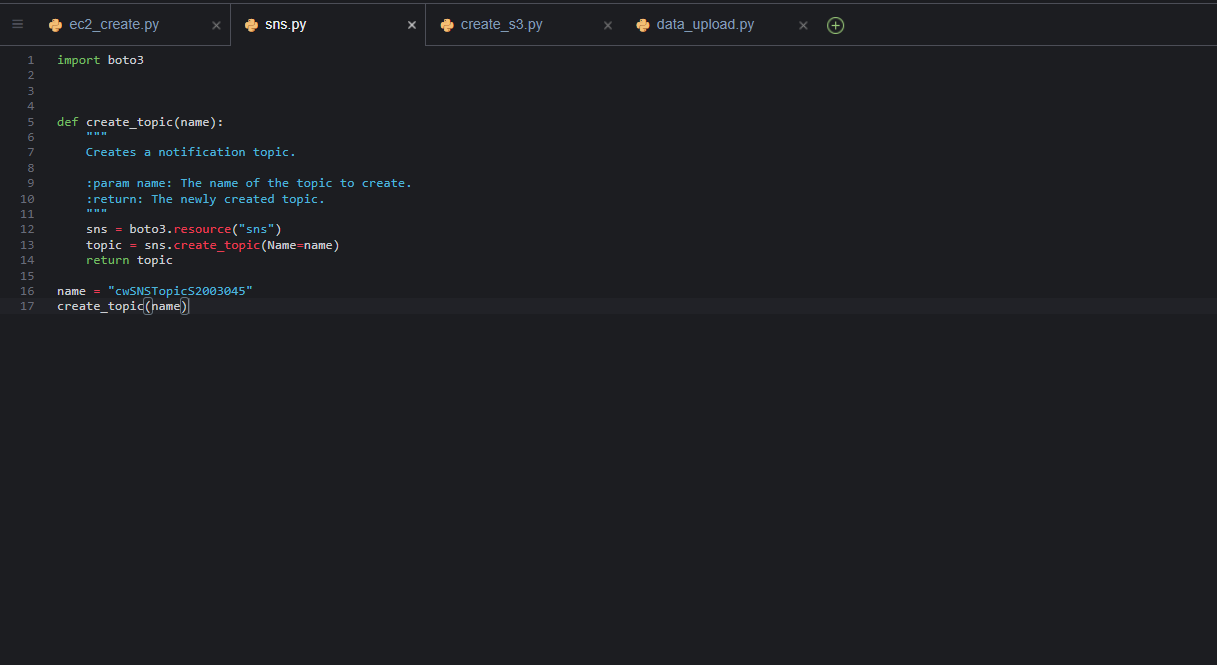 ec2_create.py
sns.py
create_s3.py
data_upload.py
1 import boto3
2
3
4
5 def create_topic(name):
6     """
7     Creates a notification topic.
8
9     :param name: The name of the topic to create.
10     :return: The newly created topic.
11     """
12     sns = boto3.resource("sns")
13     topic = sns.create_topic(Name=name)
14     return topic
15
16 name = "cwSNSTopicS2003045"
17 create_topic(name)